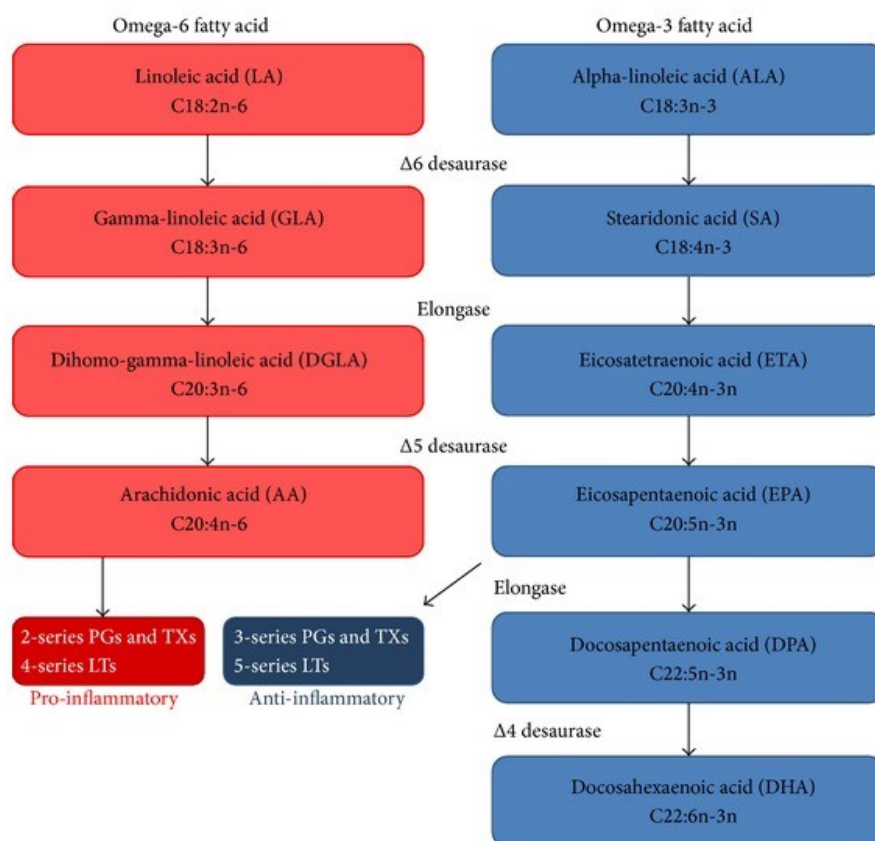 Omega-6 fatty acid
Omega-3 fatty acid
Linoleic acid (LA)
C18:2n-6
Alpha-linoleic acid (ALA)
C18:3n-3
Δ6 desaurase
Gamma-linoleic acid (GLA)
C18:3n-6
Stearidonic acid (SA)
C18:4n-3
Elongase
Dihomo-gamma-linoleic acid (DGLA)
C20:3n-6
Eicosatetraenoic acid (ETA)
C20:4n-3n
Δ5 desaurase
Arachidonic acid (AA)
C20:4n-6
Eicosapentaenoic acid (EPA)
C20:5n-3n
Elongase
2-series PGs and TXs
4-series LTs
Pro-inflammatory
3-series PGs and TXs
5-series LTs
Anti-inflammatory
Docosapentaenoic acid (DPA)
C22:5n-3n
Δ4 desaurase
Docosahexaenoic acid (DHA)
C22:6n-3n